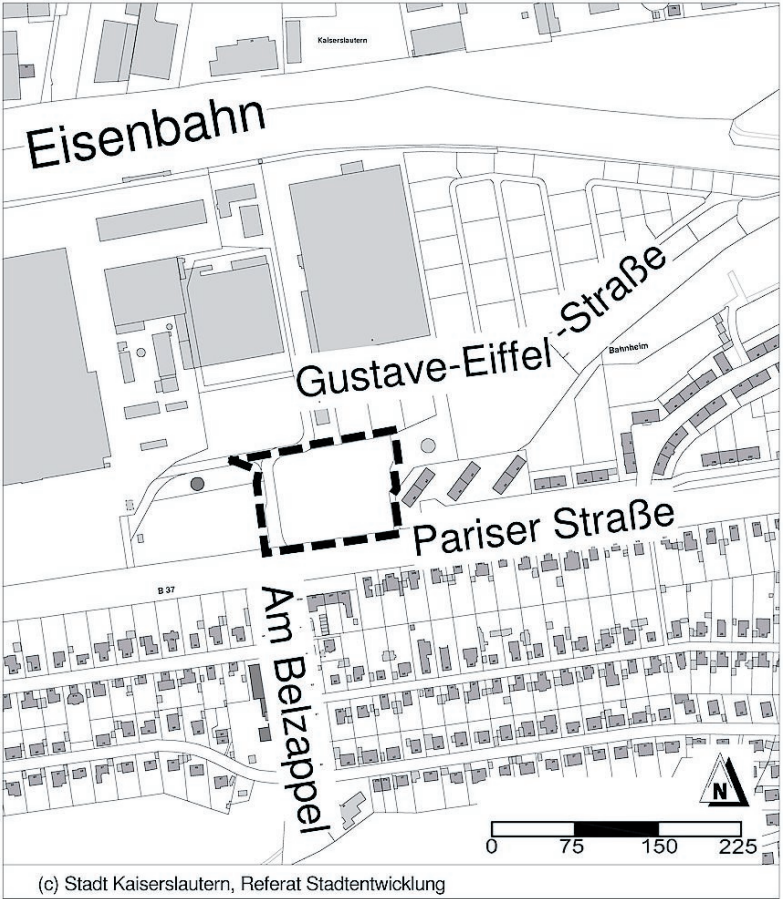 Kaiserslautern
Eisenbahn
Gustave-Eiffel-Straße
Bahnheim
Pariser Straße
B 37
Am Belzappel
N
0 75 150 225
(c) Stadt Kaiserslautern, Referat Stadtentwicklung